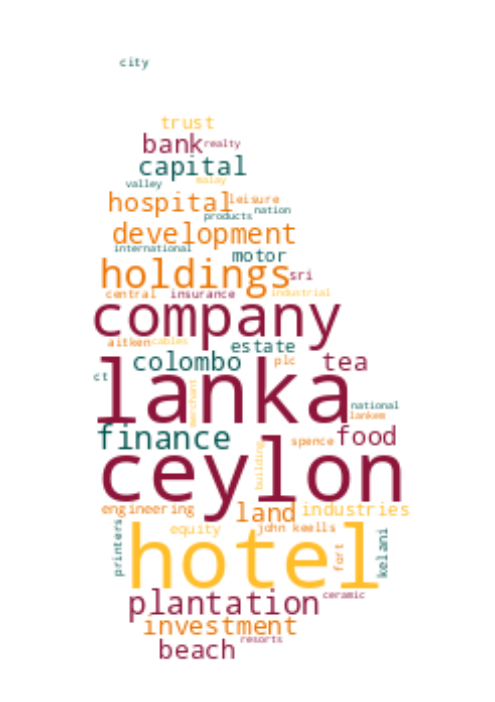 city
trust
bank realty
capital
valley malay
hospital leisure
products nation
development
international
motor
holdings sri
central insurance industrial
company
aitken cables estate
colombo plc tea
ct
lanka
merchant
national
lankem
finance spence food
building
ceylon
engineering land industries
equity john keells
printers hotel fort kelani
plantation ceramic
investment
resorts
beach